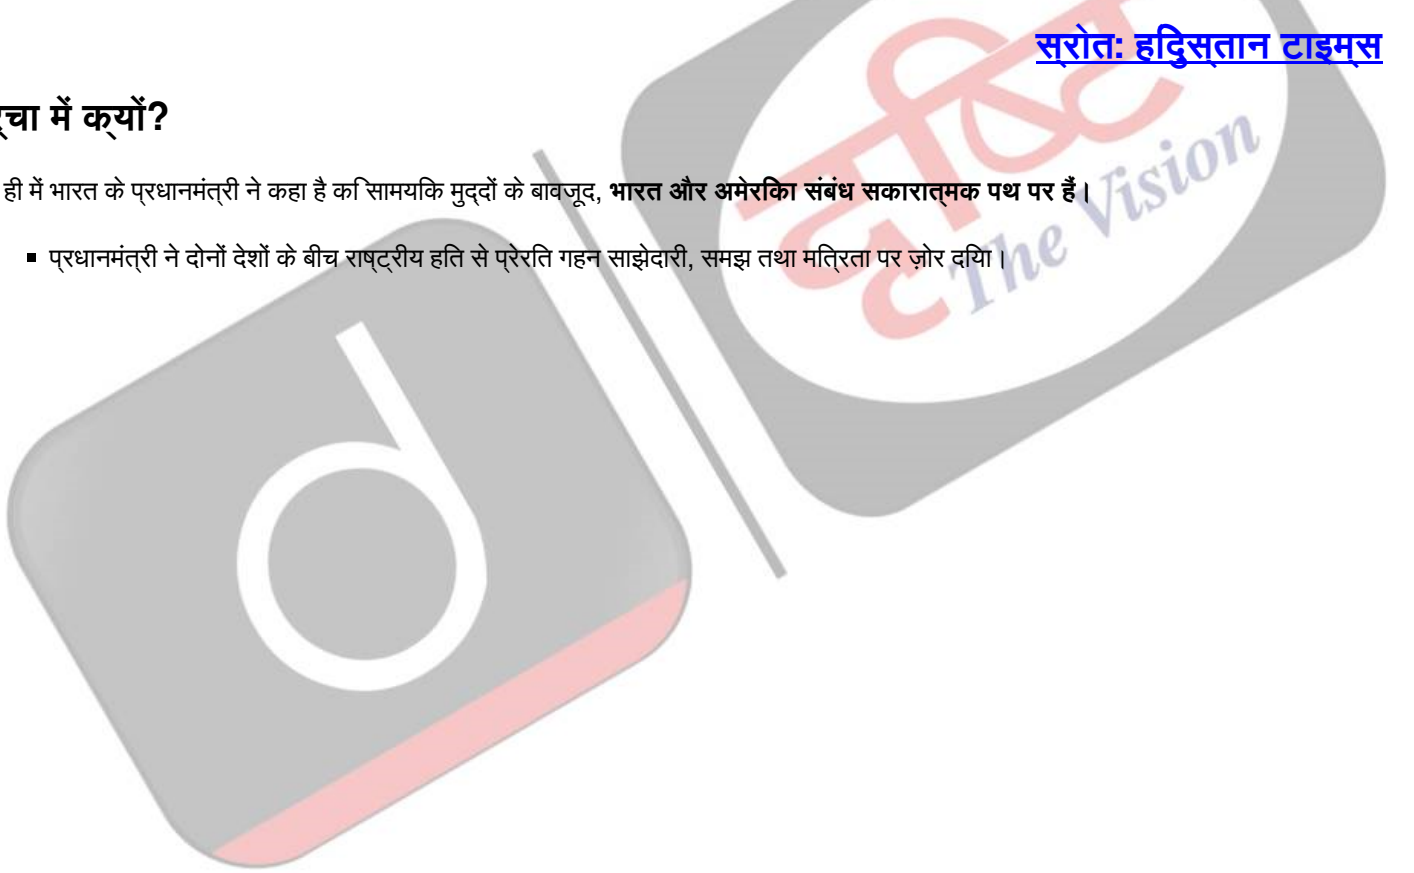 स्रोत: हिंदुस्तान टाइम्स
र्चा में क्यों?
ही में भारत के प्रधानमंत्री ने कहा है कि सामयिक मुद्दों के बावजूद, भारत और अमेरिका संबंध सकारात्मक पथ पर हैं।
▪ प्रधानमंत्री ने दोनों देशों के बीच राष्ट्रीय हित से प्रेरित गहन साझेदारी, समझ तथा मित्रता पर ज़ोर दिया।
दृष्टि
The Vision